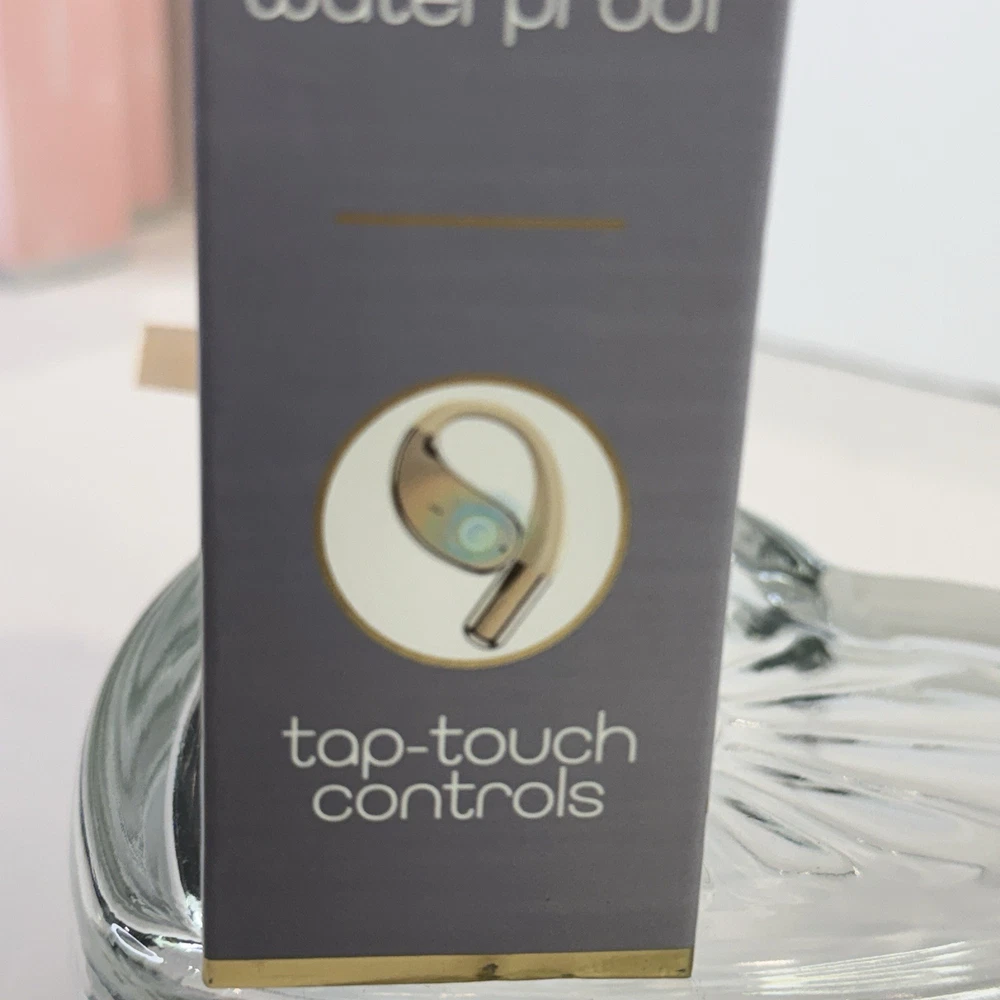 waterproof
tap-touch
controls